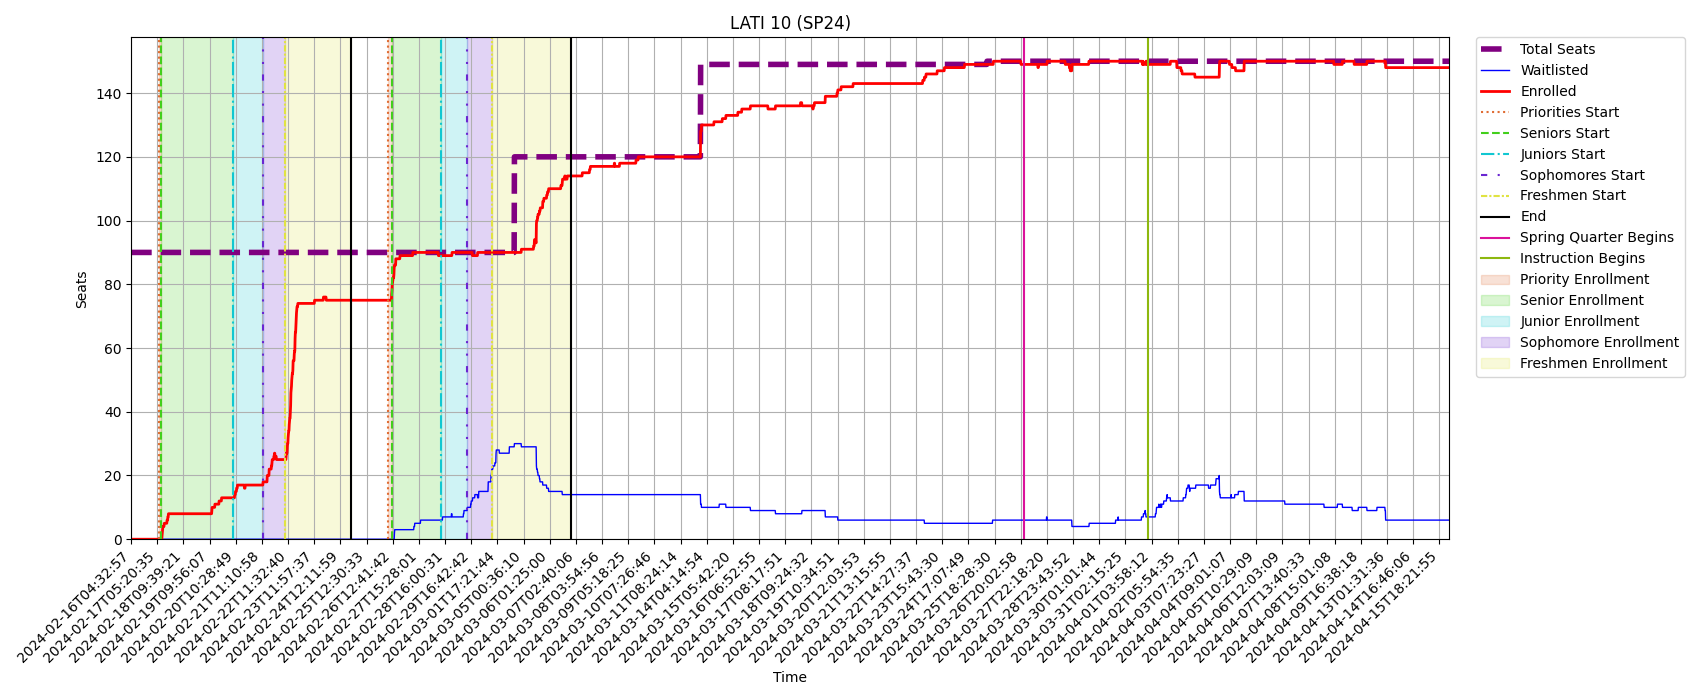 LATI 10 (SP24)
Seats
140
120
100
80
60
40
20
0
2024-02-16T04:32:57
2024-02-17T05:20:35
2024-02-18T09:39:21
2024-02-19T09:56:07
2024-02-20T10:28:49
2024-02-21T11:10:58
2024-02-22T11:32:40
2024-02-23T11:57:37
2024-02-24T12:11:59
2024-02-25T12:30:33
2024-02-26T12:41:42
2024-02-27T15:28:01
2024-02-29T16:00:31
2024-02-29T16:42:42
2024-03-01T17:21:44
2024-03-05T00:36:10
2024-03-06T01:25:00
2024-03-07T02:40:06
2024-03-08T03:54:56
2024-03-09T05:18:25
2024-03-10T07:26:46
2024-03-11T08:24:14
2024-03-14T04:14:54
2024-03-15T05:42:20
2024-03-16T06:52:55
2024-03-17T08:17:51
2024-03-18T09:24:32
2024-03-19T10:34:51
2024-03-20T12:03:53
2024-03-21T13:15:55
2024-03-22T14:27:37
2024-03-23T15:43:30
2024-03-24T17:07:49
2024-03-25T18:28:30
2024-03-26T20:02:58
2024-03-27T22:18:20
2024-03-28T23:43:52
2024-03-30T01:01:44
2024-03-31T02:15:25
2024-04-01T03:58:12
2024-04-02T05:54:35
2024-04-03T07:23:27
2024-04-04T09:01:07
2024-04-05T10:29:09
2024-04-06T12:03:09
2024-04-07T13:40:33
2024-04-08T15:01:08
2024-04-09T16:38:18
2024-04-13T01:31:36
2024-04-14T16:46:06
2024-04-15T18:21:55
Time
Total Seats
Waitlisted
Enrolled
Priorities Start
Seniors Start
Juniors Start
Sophomores Start
Freshmen Start
End
Spring Quarter Begins
Instruction Begins
Priority Enrollment
Senior Enrollment
Junior Enrollment
Sophomore Enrollment
Freshmen Enrollment